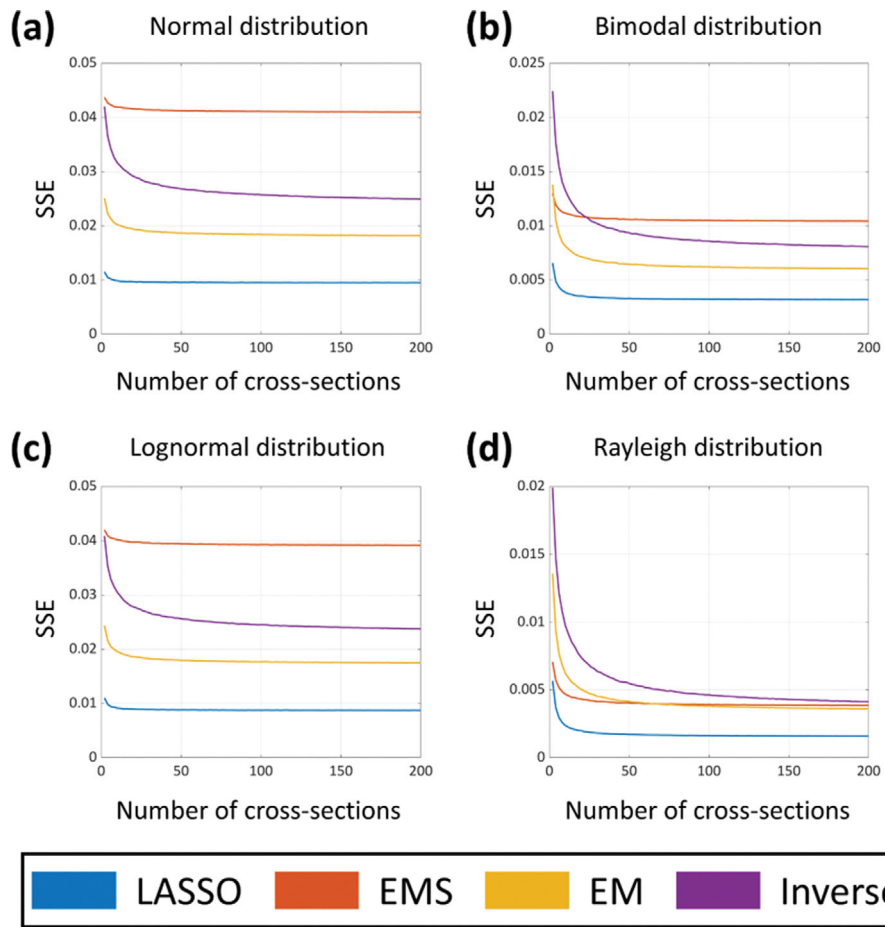 (a) Normal distribution
0.05
0.04
0.03
0.02
0.01
0
SSE
0 50 100 150 200
Number of cross-sections
(b) Bimodal distribution
0.025
0.02
0.015
0.01
0.005
0
SSE
0 50 100 150 200
Number of cross-sections
(c) Lognormal distribution
0.05
0.04
0.03
0.02
0.01
0
SSE
0 50 100 150 200
Number of cross-sections
(d) Rayleigh distribution
0.02
0.015
0.01
0.005
0
SSE
0 50 100 150 200
Number of cross-sections
LASSO EMS EM Inverse